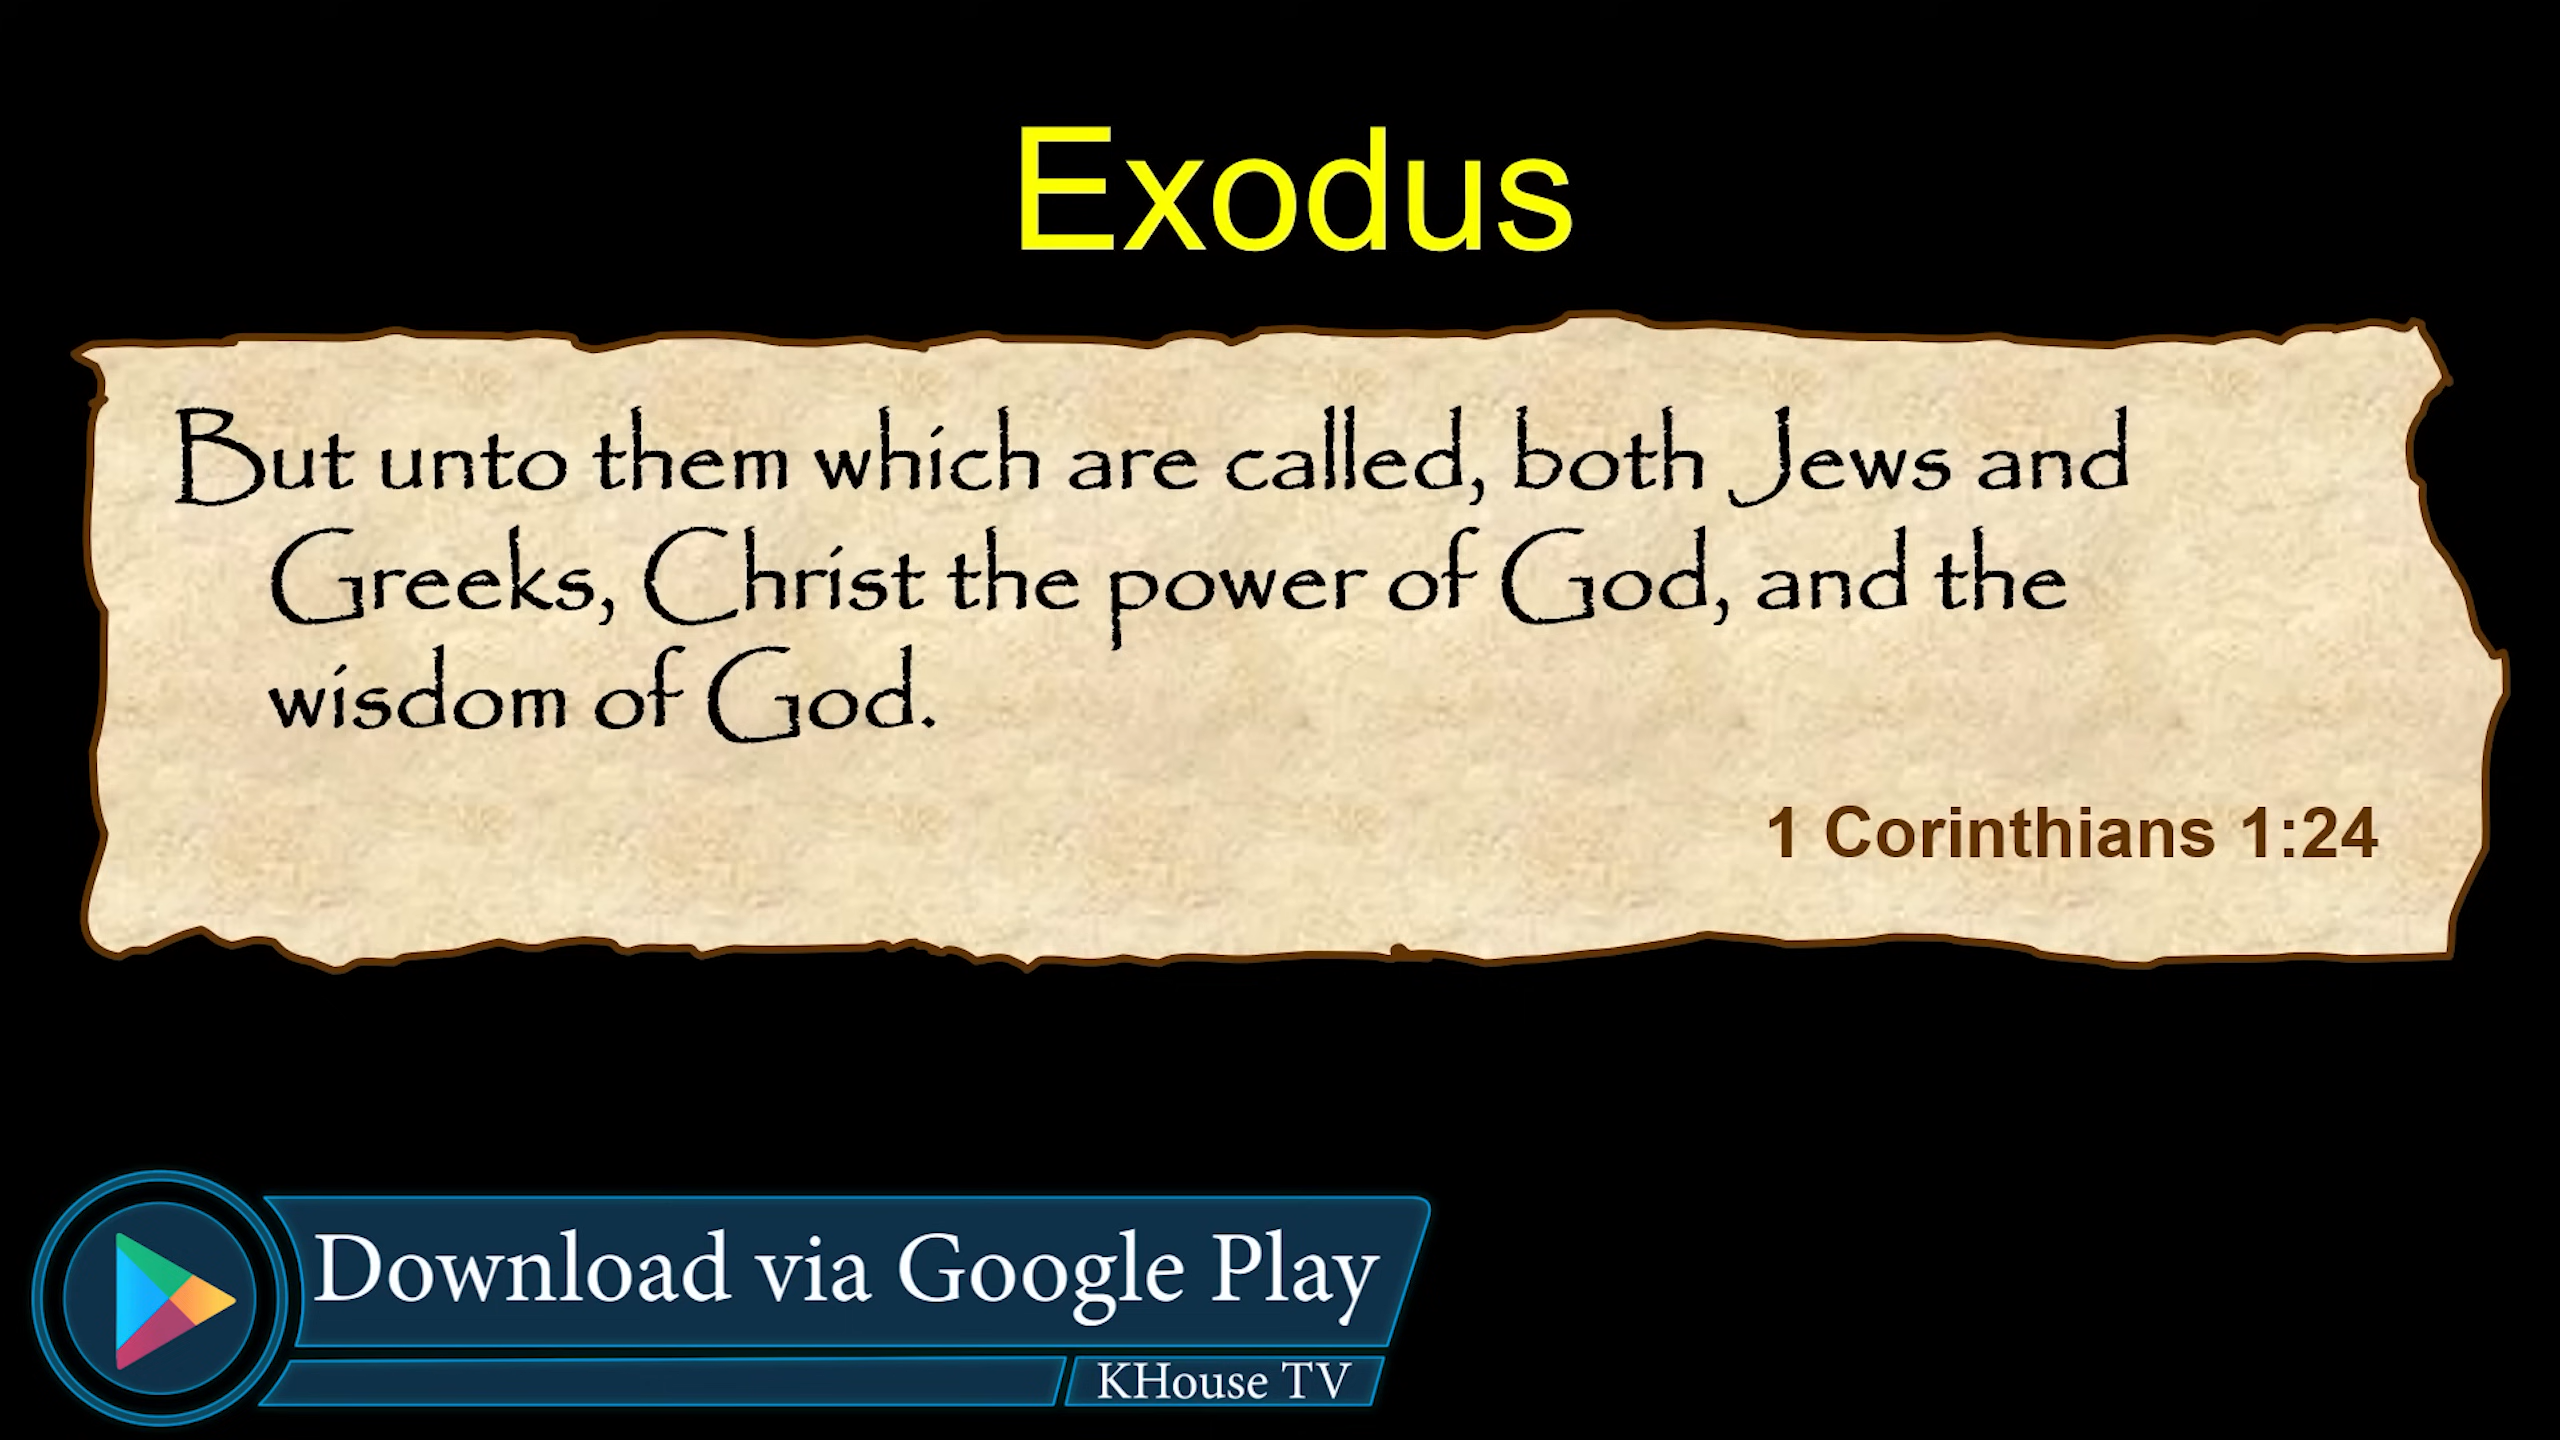 Exodus
But unto them which are called, both Jews and
Greeks, Christ the power of God, and the
wisdom of God.
1 Corinthians 1:24
Download via Google Play
KHouse TV